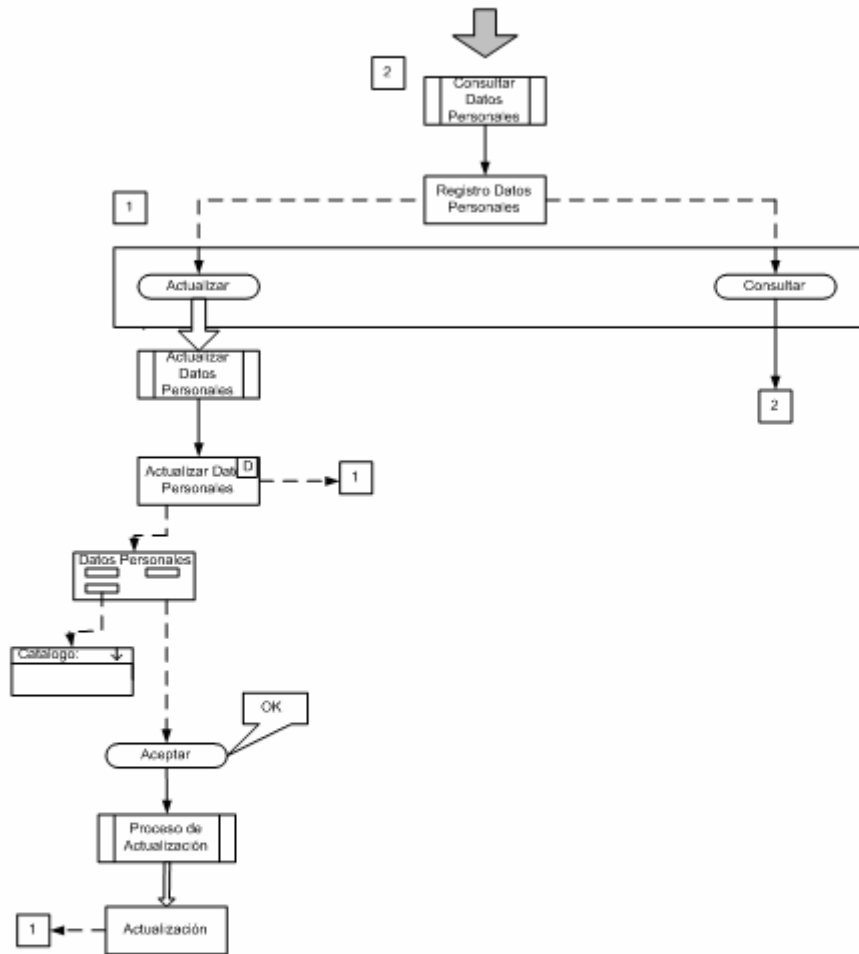 2
Consultar
Datos
Personales
Registro Datos
Personales
1
Actualizar
Consultar
Actualizar
Datos
Personales
2
Actualizar Datos
Personales
D
1
Datos Personales
Catalogo:
OK
Aceptar
Proceso de
Actualización
1
Actualización